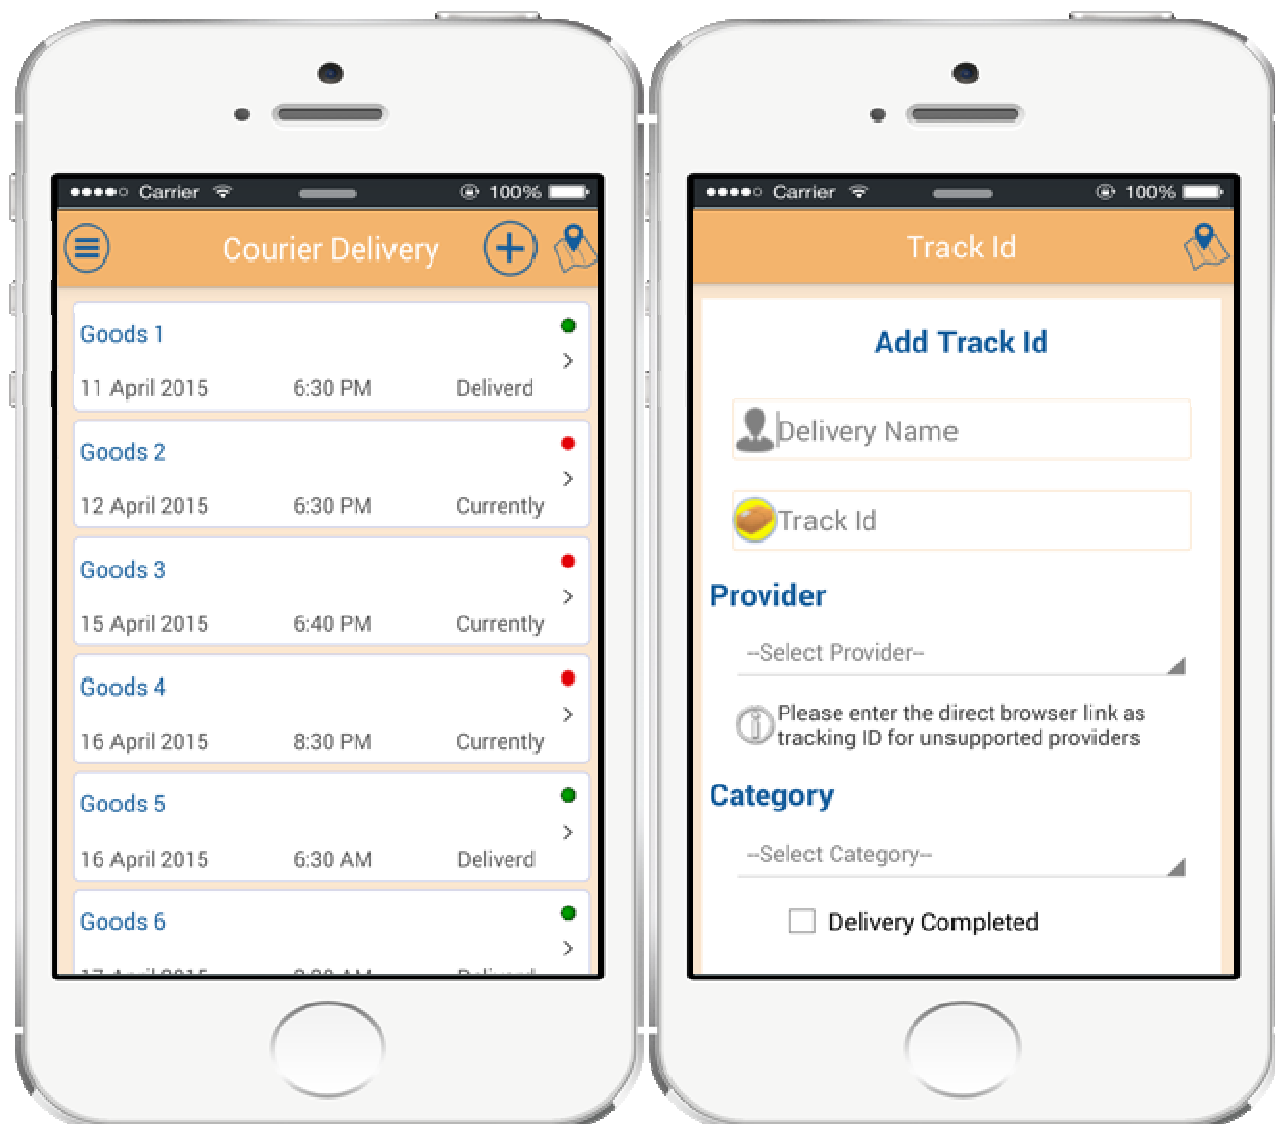 Carrier 100%
Courier Delivery
Goods 1
11 April 2015 6:30 PM Deliverd
Goods 2
12 April 2015 6:30 PM Currently
Goods 3
15 April 2015 6:40 PM Currently
Goods 4
16 April 2015 8:30 PM Currently
Goods 5
16 April 2015 6:30 AM Deliverd
Goods 6
17 April 2015 Deliverd
Carrier 100%
Track Id
Add Track Id
Delivery Name
Track Id
Provider
--Select Provider--
Please enter the direct browser link as
tracking ID for unsupported providers
Category
--Select Category--
Delivery Completed